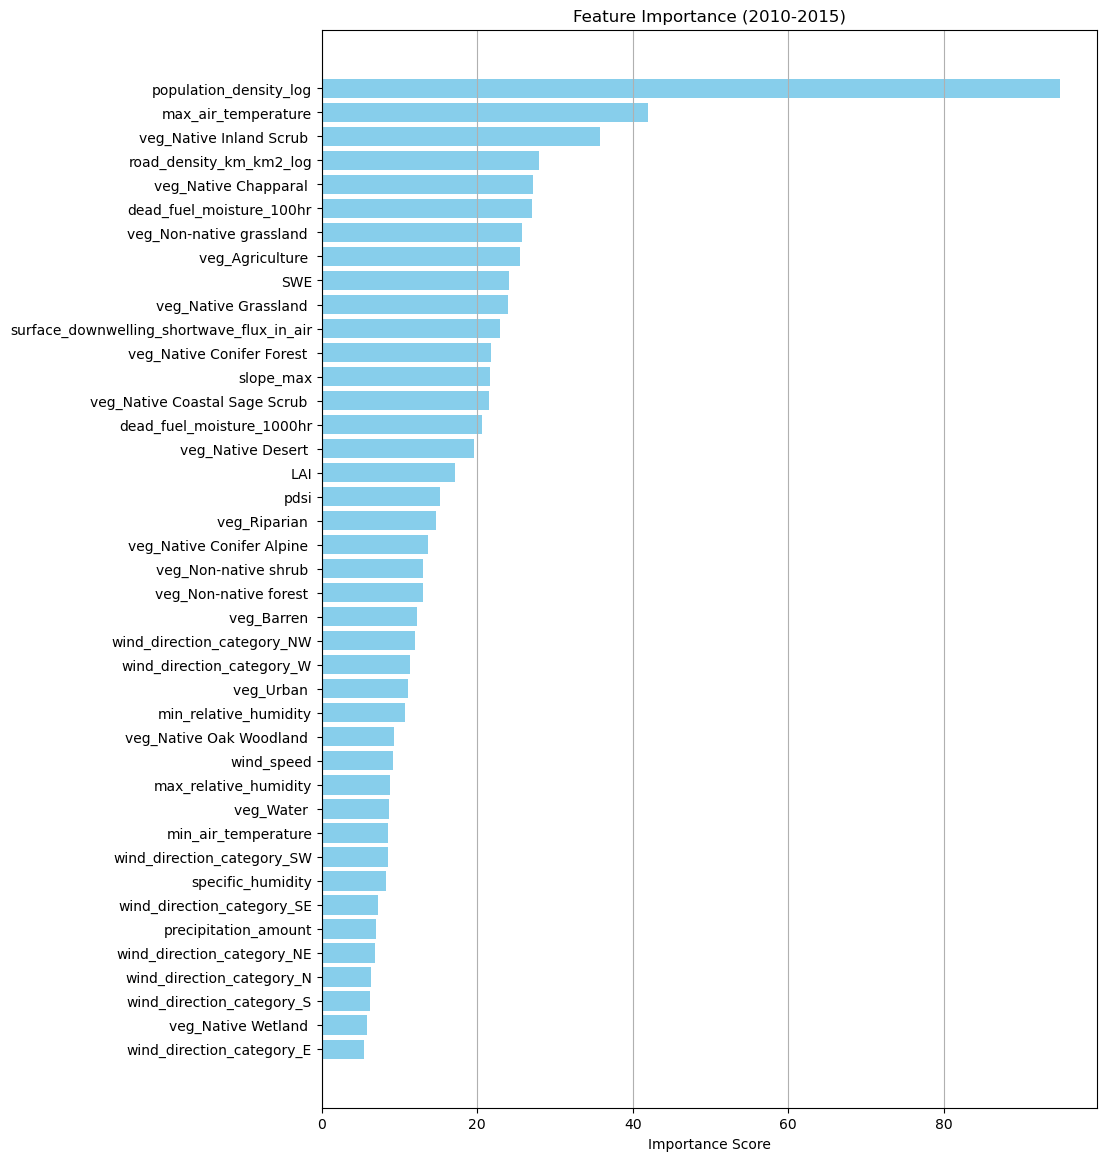 Feature Importance (2010-2015)
population_density_log
max_air_temperature
veg_Native Inland Scrub
road_density_km_km2_log
veg_Native Chapparal
dead_fuel_moisture_100hr
veg_Non-native grassland
veg_Agriculture
SWE
veg_Native Grassland
surface_downwelling_shortwave_flux_in_air
veg_Native Conifer Forest
slope_max
veg_Native Coastal Sage Scrub
dead_fuel_moisture_1000hr
veg_Native Desert
LAI
pdsi
veg_Riparian
veg_Native Conifer Alpine
veg_Non-native shrub
veg_Non-native forest
veg_Barren
wind_direction_category_NW
wind_direction_category_W
veg_Urban
min_relative_humidity
veg_Native Oak Woodland
wind_speed
max_relative_humidity
veg_Water
min_air_temperature
wind_direction_category_SW
specific_humidity
wind_direction_category_SE
precipitation_amount
wind_direction_category_NE
wind_direction_category_N
wind_direction_category_S
veg_Native Wetland
wind_direction_category_E
0 20 40 60 80
Importance Score